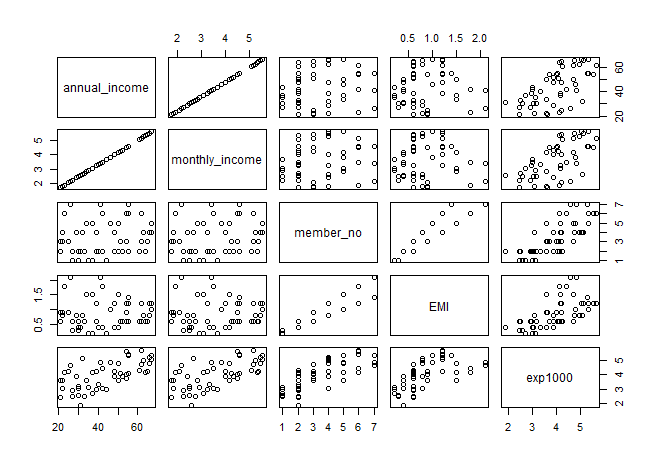 2 3 4 5
0.5 1.0 1.5 2.0
annual_income
20 40 60
2 3 4 5
monthly_income
member_no
1 3 5 7
0.5 1.5
EMI
exp1000
2 3 4 5
20 40 60
1 2 3 4 5 6 7
2 3 4 5